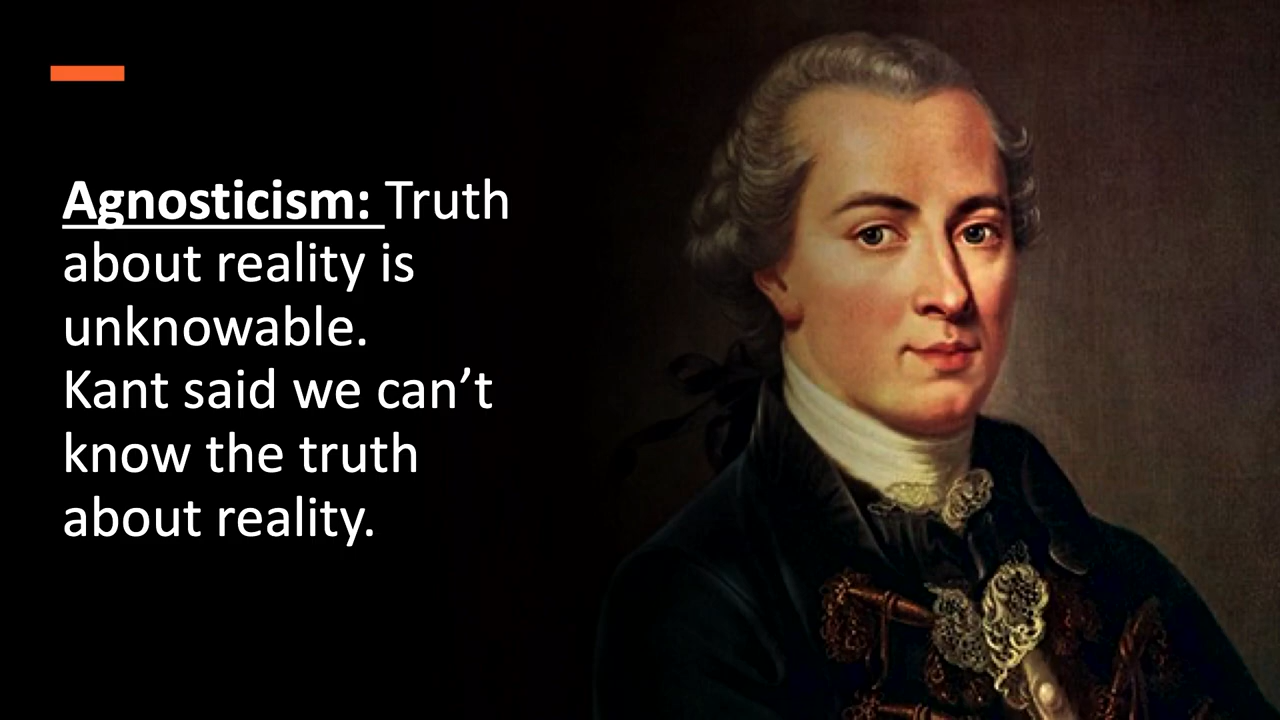 Agnosticism: Truth
about reality is
unknowable.
Kant said we can’t
know the truth
about reality.